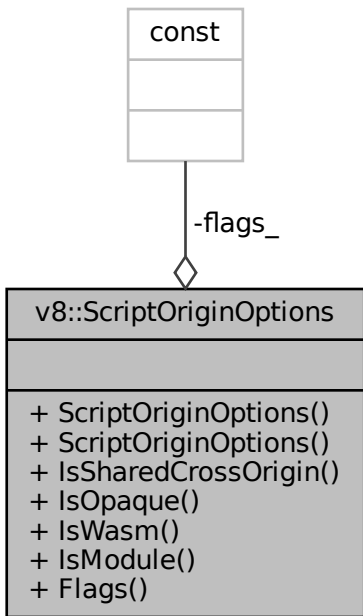 const
-flags_
v8::ScriptOriginOptions
+ ScriptOriginOptions()
+ ScriptOriginOptions()
+ IsSharedCrossOrigin()
+ IsOpaque()
+ IsWasm()
+ IsModule()
+ Flags()